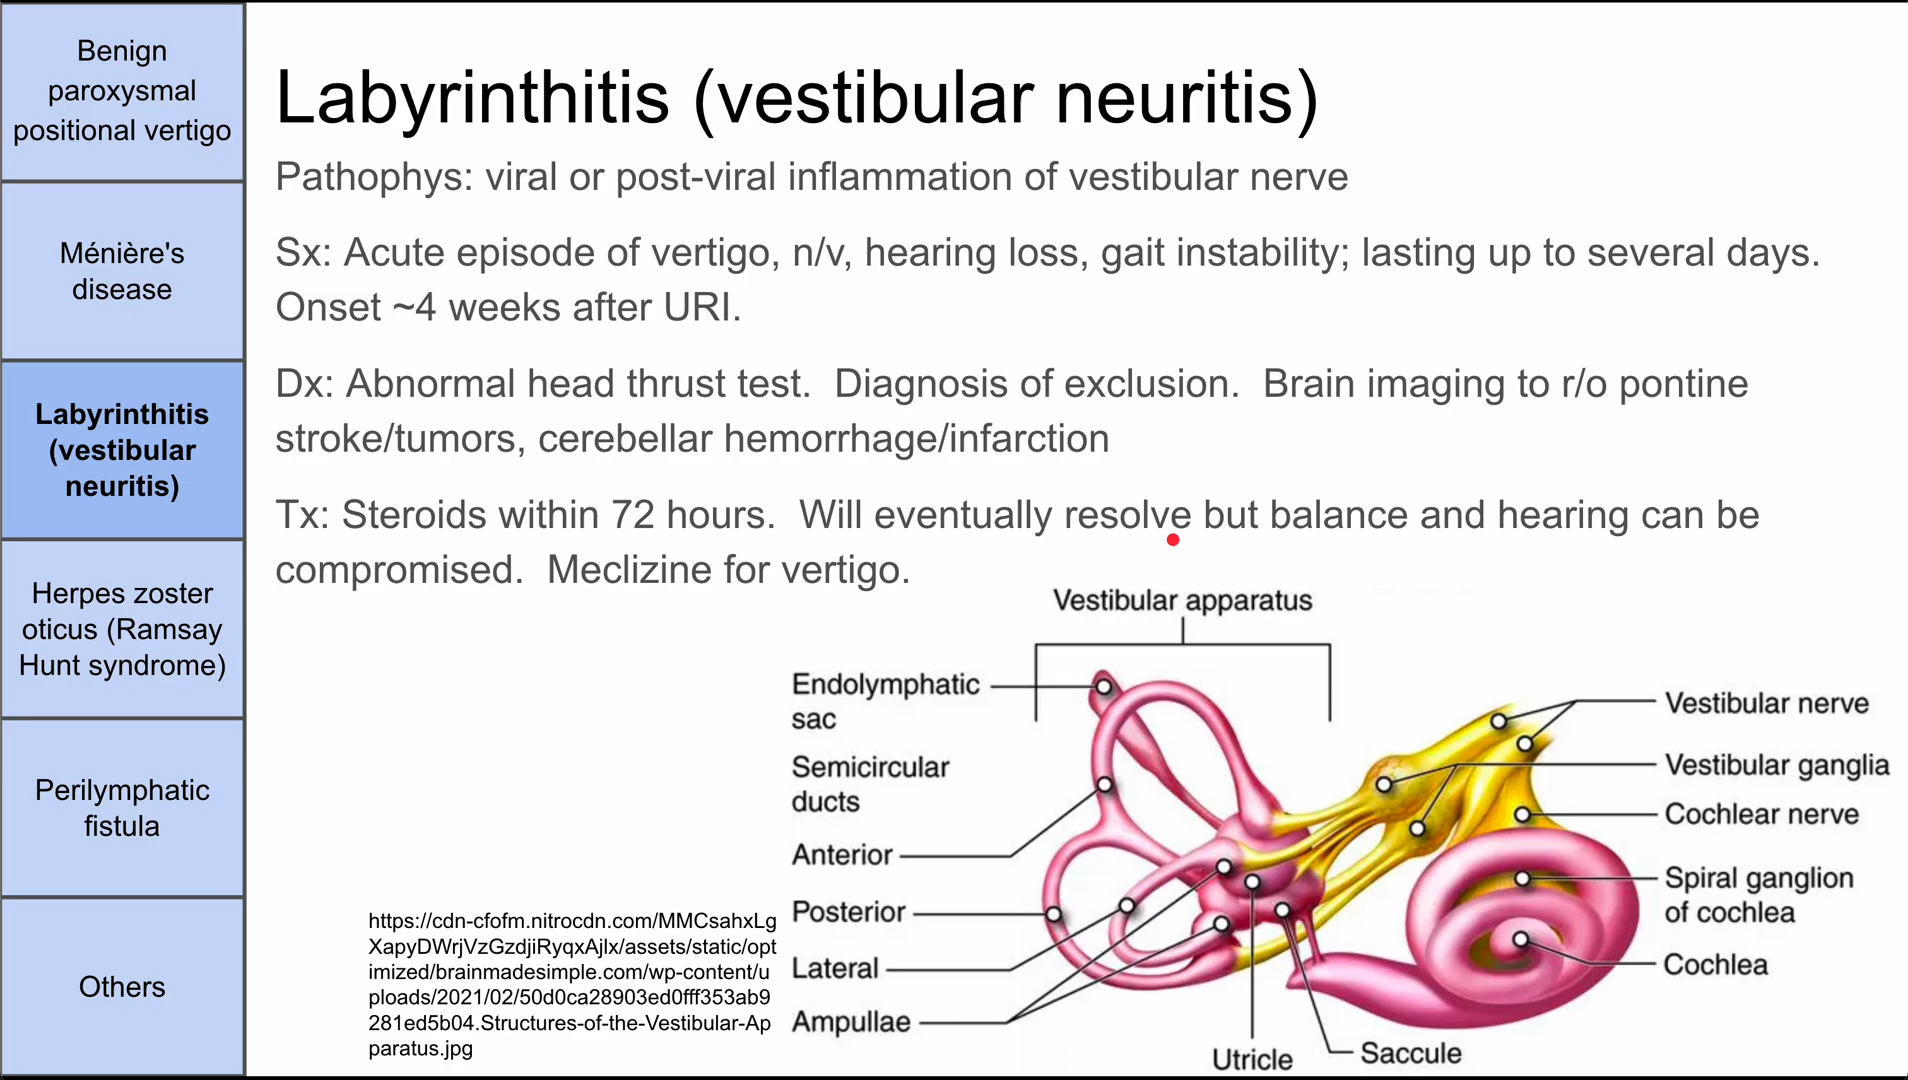 Benign
paroxysmal
positional vertigo
Ménière's
disease
Labyrinthitis
(vestibular
neuritis)
Herpes zoster
oticus (Ramsay
Hunt syndrome)
Perilymphatic
fistula
Others
Labyrinthitis (vestibular neuritis)
Pathophys: viral or post-viral inflammation of vestibular nerve
Sx: Acute episode of vertigo, n/v, hearing loss, gait instability; lasting up to several days.
Onset ~4 weeks after URI.
Dx: Abnormal head thrust test.  Diagnosis of exclusion.  Brain imaging to r/o pontine
stroke/tumors, cerebellar hemorrhage/infarction
Tx: Steroids within 72 hours.  Will eventually resolve but balance and hearing can be
compromised.  Meclizine for vertigo.
https://cdn-cfofm.nitrocdn.com/MMCsahxLg
XapyDWrjVzGzdjiRyqxAjlx/assets/static/opt
imized/brainmadesimple.com/wp-content/u
ploads/2021/02/50d0ca28903ed0fff353ab9
281ed5b04.Structures-of-the-Vestibular-Ap
paratus.jpg
Vestibular apparatus
Endolymphatic
sac
Semicircular
ducts
Anterior
Posterior
Lateral
Ampullae
Utricle
Saccule
Vestibular nerve
Vestibular ganglia
Cochlear nerve
Spiral ganglion
of cochlea
Cochlea